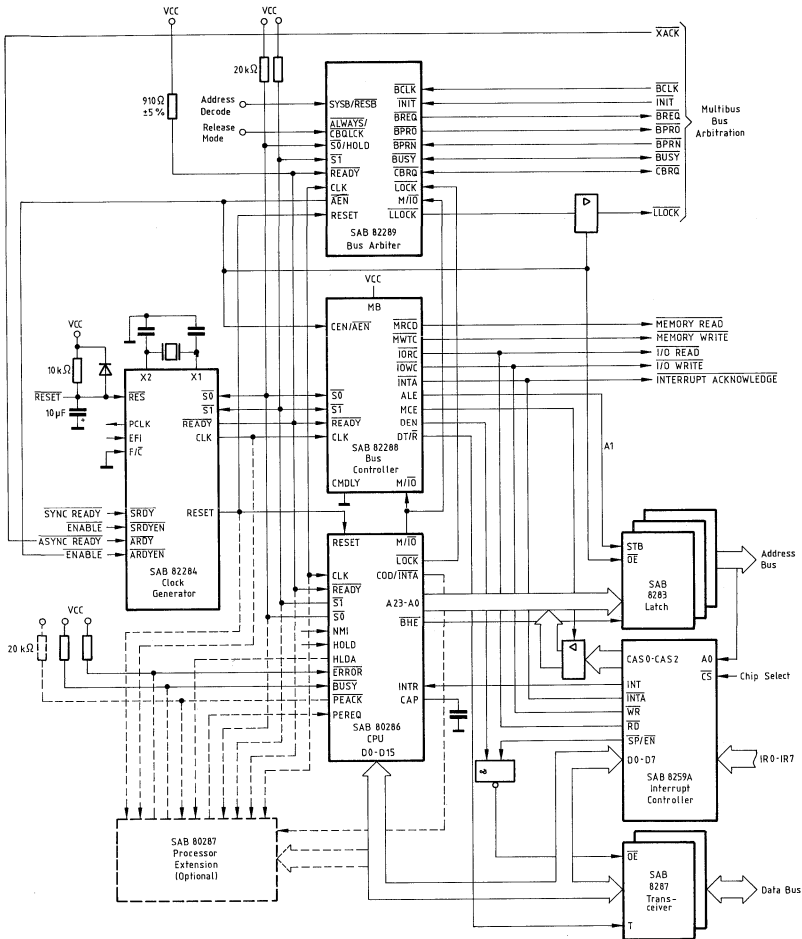 VCC
VCC
XACK
20 kΩ
910Ω
±5 %
Address
Decode
Release
Mode
SYSB/RESB
ALWAYS/
CBQLCK
S0/HOLD
S1
READY
CLK
AEN
RESET
BCLK
INIT
BREQ
BPRO
BPRN
BUSY
CBRQ
LOCK
M/IO
LLOCK
SAB 82289
Bus Arbiter
BCLK
INIT
BREQ
BPRO
BPRN
BUSY
CBRQ
LLOCK
Multibus
Bus
Arbitration
VCC
MB
CEN/AEN
MRCD
MWTC
IORC
IOWC
INTA
ALE
MCE
DEN
DT/R
S0
S1
READY
CLK
SAB 82288
Bus
Controller
CMDLY
M/IO
MEMORY READ
MEMORY WRITE
I/O READ
I/O WRITE
INTERRUPT ACKNOWLEDGE
A1
VCC
10kΩ
RESET
10µF
+
X2
X1
RES
S0
S1
READY
CLK
PCLK
EFI
F/C
RESET
SYNC READY
ENABLE
ASYNC READY
ENABLE
SRDY
SRDYEN
ARDY
ARDYEN
SAB 82284
Clock
Generator
VCC
20 kΩ
RESET
M/IO
LOCK
COD/INTA
A23-A0
BHE
CLK
READY
S1
S0
NMI
HOLD
HLDA
ERROR
BUSY
PEACK
PEREQ
INTR
CAP
SAB 80286
CPU
D0-D15
STB
OE
SAB
8283
Latch
Address
Bus
CAS0-CAS2
A0
CS
Chip Select
INT
INTA
WR
RD
SP/EN
D0-D7
IR0-IR7
SAB 8259A
Interrupt
Controller
&
SAB 80287
Processor
Extension
(Optional)
OE
SAB
8287
Trans-
ceiver
T
Data Bus